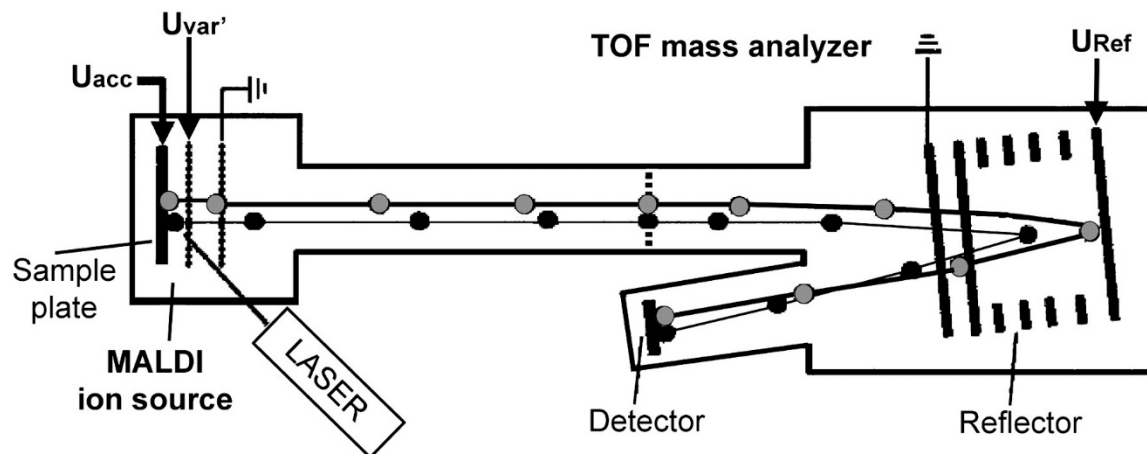 Uvar’
TOF mass analyzer
URef
Uacc
Sample
plate
MALDI
ion source
LASER
Detector
Reflector